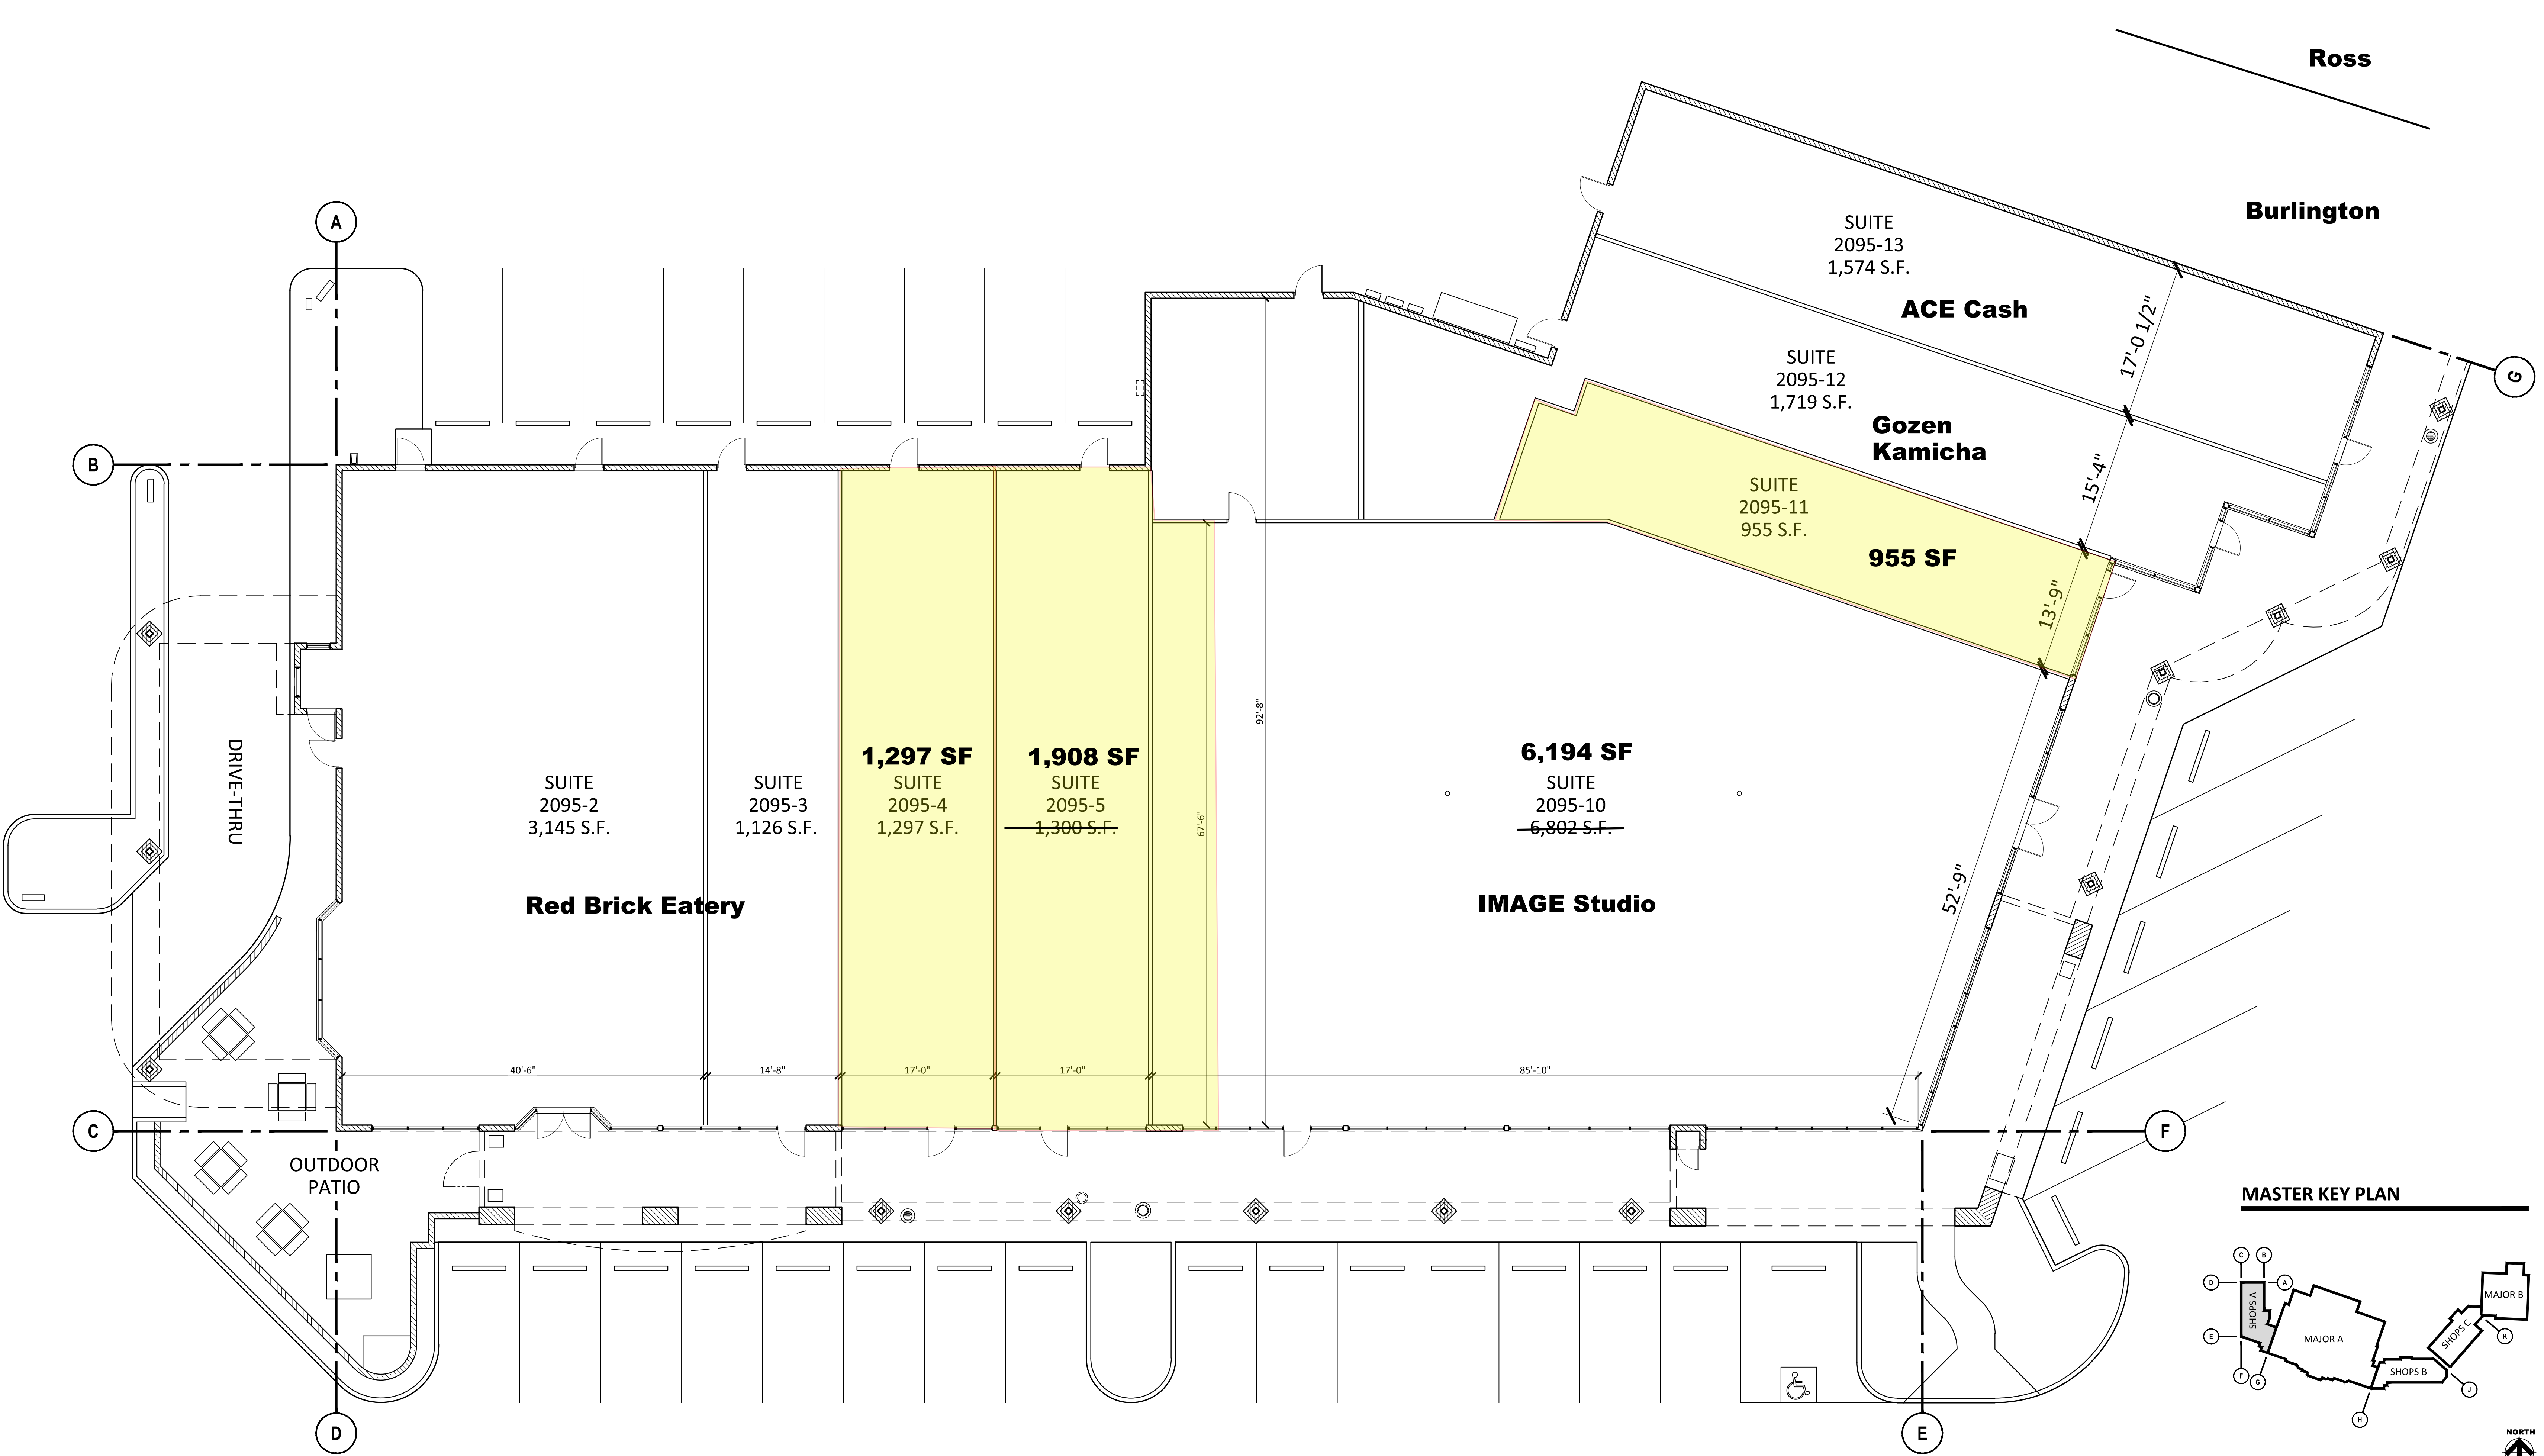 Ross
Burlington
A
B
G
SUITE
2095-13
1,574 S.F.
ACE Cash
17'-0 1/2"
SUITE
2095-12
1,719 S.F.
Gozen
Kamicha
15'-4"
SUITE
2095-11
955 S.F.
955 SF
13'-9"
92'-8"
67'-6"
52'-9"
DRIVE-THRU
SUITE
2095-2
3,145 S.F.
SUITE
2095-3
1,126 S.F.
Red Brick Eatery
1,297 SF
SUITE
2095-4
1,297 S.F.
1,908 SF
SUITE
2095-5
1,300 S.F.
6,194 SF
SUITE
2095-10
6,802 S.F.
IMAGE Studio
40'-6"
14'-8"
17'-0"
17'-0"
85'-10"
C
F
OUTDOOR
PATIO
D
E
MASTER KEY PLAN
C
B
D
A
E
F
G
H
J
K
SHOPS A
MAJOR A
SHOPS B
SHOPS C
MAJOR B
NORTH